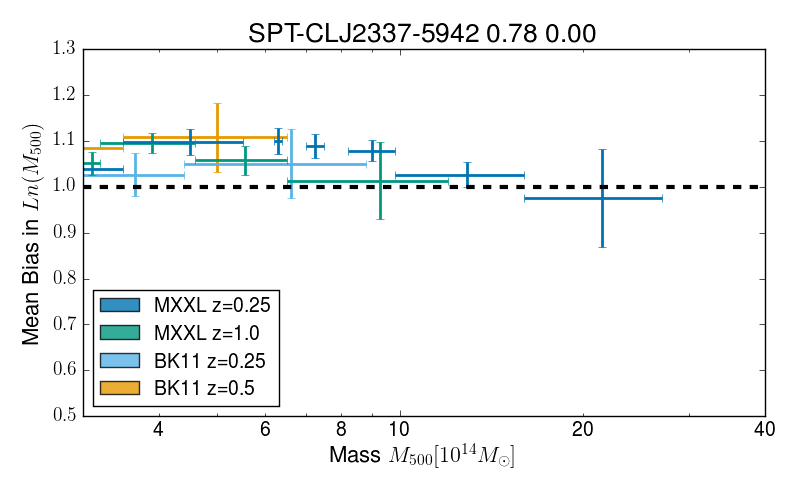 SPT-CLJ2337-5942 0.78 0.00
1.3
1.2
1.1
1.0
0.9
0.8
0.7
0.6
0.5
Mean Bias in Ln(M500)
MXXL z=0.25
MXXL z=1.0
BK11 z=0.25
BK11 z=0.5
4 6 8 10 20 40
Mass M500[10^14 M⊙]